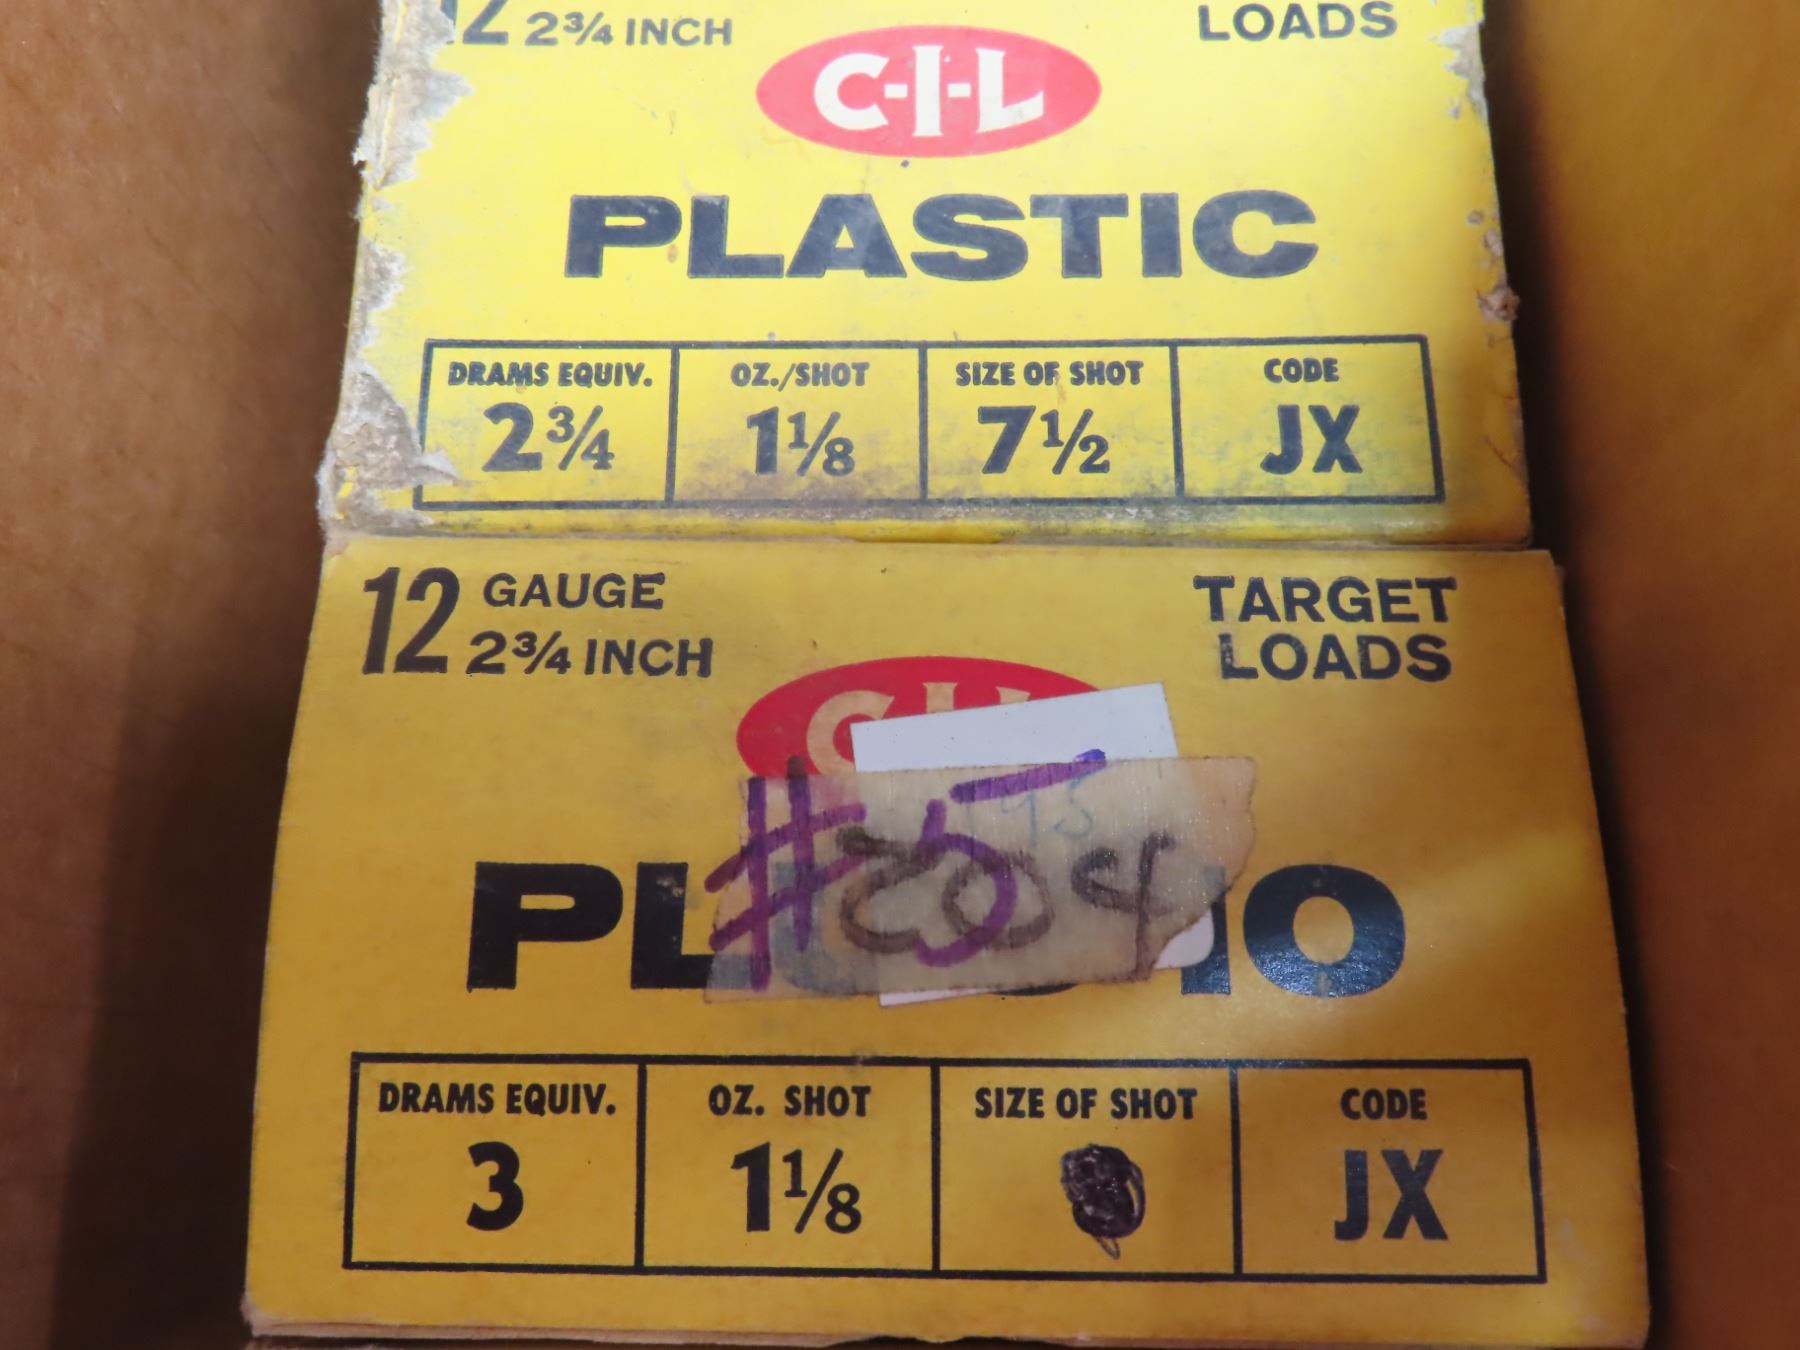 12 2¾ INCH
LOADS
C-I-L
PLASTIC
DRAMS EQUIV. OZ./SHOT SIZE OF SHOT CODE
2¾ 1⅛ 7½ JX
12 GAUGE
2¾ INCH
TARGET
LOADS
DRAMS EQUIV. OZ. SHOT SIZE OF SHOT CODE
3 1⅛ JX